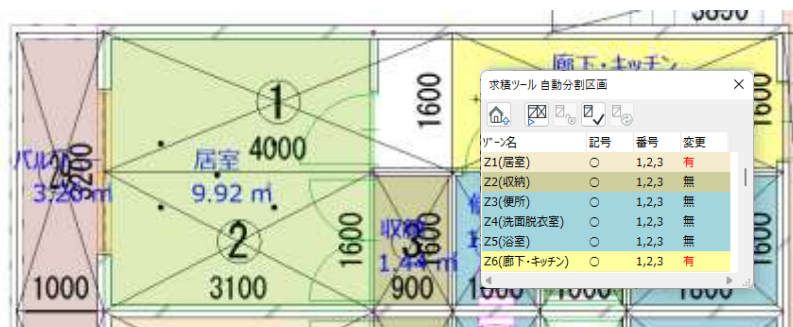 3850
廊下・キッチン
求積ツール 自動分割区画
ゾーン名 記号 番号 変更
Z1(居室) ○ 1,2,3 有
Z2(収納) ○ 1,2,3 無
Z3(便所) ○ 1,2,3 無
Z4(洗面脱衣室) ○ 1,2,3 無
Z5(浴室) ○ 1,2,3 無
Z6(廊下・キッチン) ○ 1,2,3 有
1600
1600
①
4000
居室
9.92 ㎡
3200
②
1600
収納
3
1600
1.44 ㎡
1600
1000
3100
900
1000
1000
1800